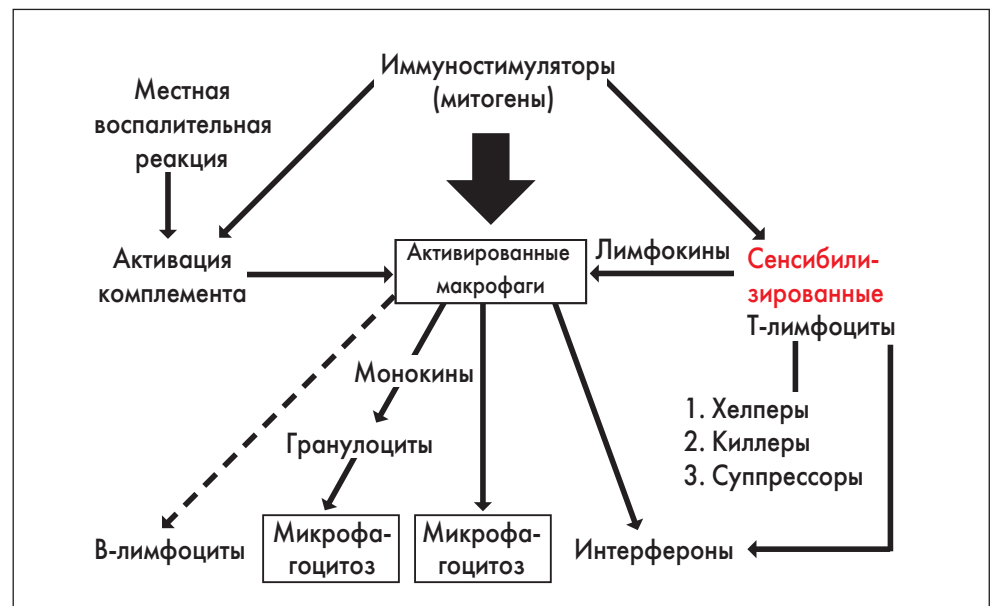 Иммуностимуляторы
(митогены)
Местная
воспалительная
реакция
Активация
комплемента
Активированные
макрофаги
Лимфокины
Сенсибили-
зированные
Т-лимфоциты
Монокины
1. Хелперы
2. Киллеры
3. Суппрессоры
Гранулоциты
В-лимфоциты
Микрофа-
гоцитоз
Микрофа-
гоцитоз
Интерфероны